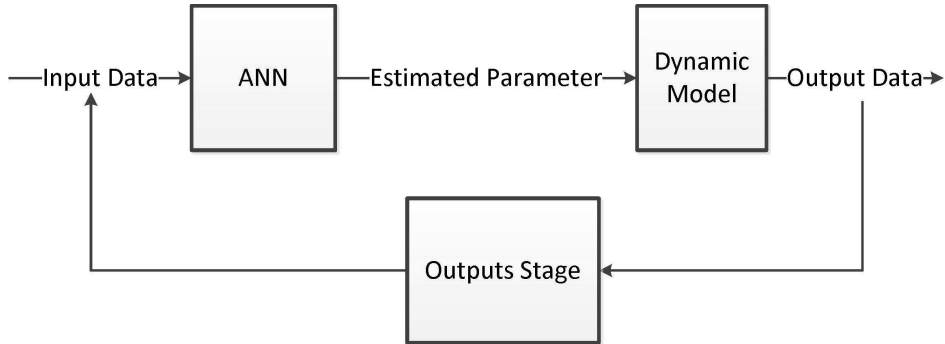 Input Data
ANN
Estimated Parameter
Dynamic
Model
Output Data
Outputs Stage